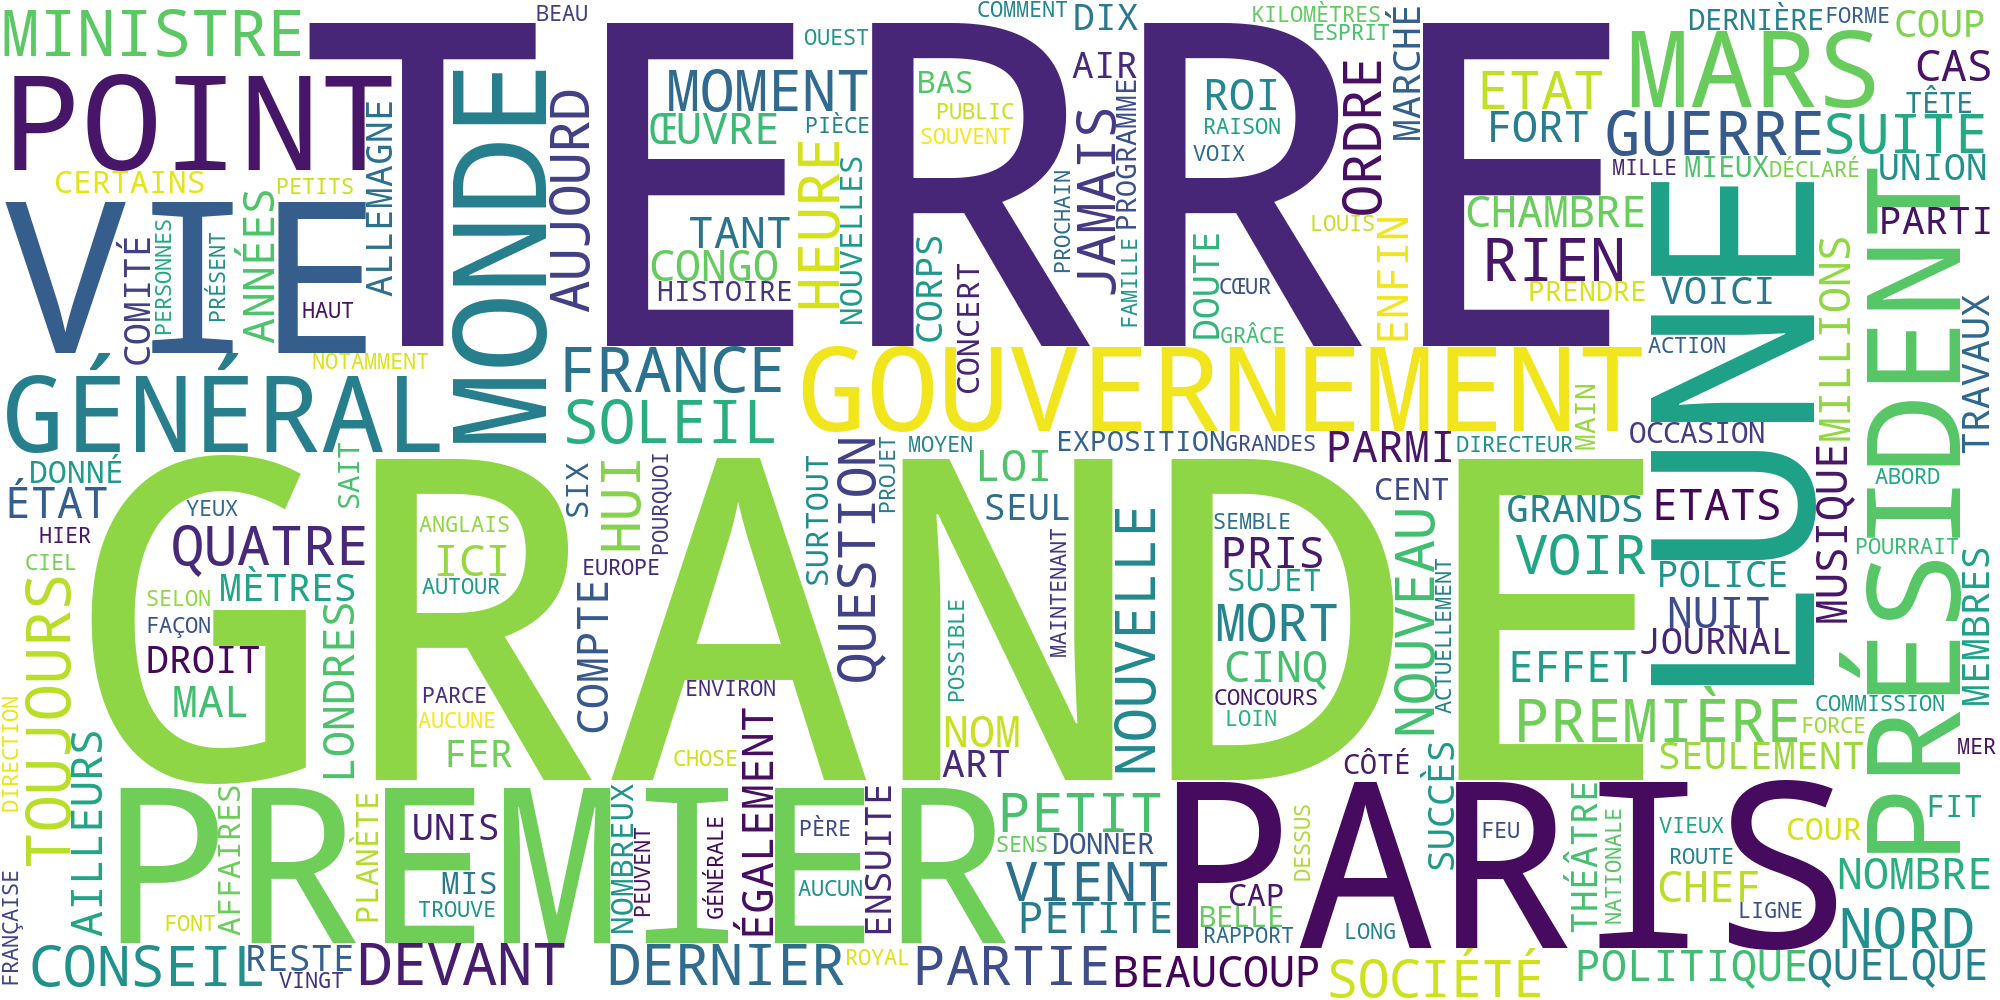 MINISTRE
BEAU
COMMENT
DIX
KILOMÈTRES
ESPRIT
MARCHÉ
DERNIÈRE
FORME
COUP
TERRE
OUEST
MOMENT
BAS
AIR
ROI
ORDRE
ETAT
MARS
CAS
POINT
MONDE
ALLEMAGNE
AUJOURD
ŒUVRE
PIÈCE
PUBLIC
SOUVENT
JAMAIS
PROGRAMME
RAISON
VOIX
FORT
GUERRE
TÊTE
SUITE
MILLE
MIEUX
DÉCLARÉ
UNION
CERTAINS
PETITS
HEURE
NOUVELLES
PROCHAIN
LOUIS
CHAMBRE
PARTI
VIE
COMITÉ
PERSONNES
PRÉSENT
ANNÉES
HAUT
TANT
CONGO
HISTOIRE
CORPS
CONCERT
FAMILLE
DOUTE
CŒUR
GRÂCE
ENFIN
RIEN
PRENDRE
LUNE
VOICI
MILLIONS
PRÉSIDENT
TRAVAUX
NOTAMMENT
GÉNÉRAL
FRANCE
SOLEIL
GOUVERNEMENT
ACTION
MAIN
OCCASION
DONNÉ
SAIT
SIX
HUI
POURQUOI
SURTOUT
QUESTION
PROJET
MOYEN
LOI
EXPOSITION
GRANDES
PARMI
DIRECTEUR
MUSIQUE
ABORD
ÉTAT
YEUX
SEUL
CENT
GRANDS
ETATS
HIER
QUATRE
ANGLAIS
ICI
AUTOUR
EUROPE
GRANDE
MAINTENANT
NOUVELLE
SEMBLE
PRIS
SUJET
NOUVEAU
VOIR
POLICE
POURRAIT
CIEL
MÈTRES
SELON
FAÇON
TOUJOURS
LONDRES
COMPTE
POSSIBLE
MORT
CINQ
ACTUELLEMENT
NUIT
JOURNAL
MEMBRES
DROIT
MAL
PARCE
AUCUNE
FER
ENVIRON
CONCOURS
LOIN
EFFET
PREMIÈRE
COMMISSION
FORCE
DIRECTION
AILLEURS
CHOSE
ÉGALEMENT
NOM
ART
CÔTÉ
SUCCÈS
SEULEMENT
MER
AFFAIRES
PLANÈTE
PREMIER
UNIS
NOMBREUX
PEUVENT
GÉNÉRALE
PÈRE
ENSUITE
PETIT
SENS
DONNER
PARIS
DESSUS
FEU
THÉÂTRE
NATIONALE
VIEUX
COUR
FIT
ROUTE
MIS
TROUVE
AUCUN
VIENT
CAP
CHEF
NOMBRE
FRANÇAISE
FONT
PETITE
BELLE
RAPPORT
LONG
LIGNE
NORD
CONSEIL
RESTE
VINGT
DEVANT
DERNIER
ROYAL
PARTIE
BEAUCOUP
SOCIÉTÉ
POLITIQUE
QUELQUE